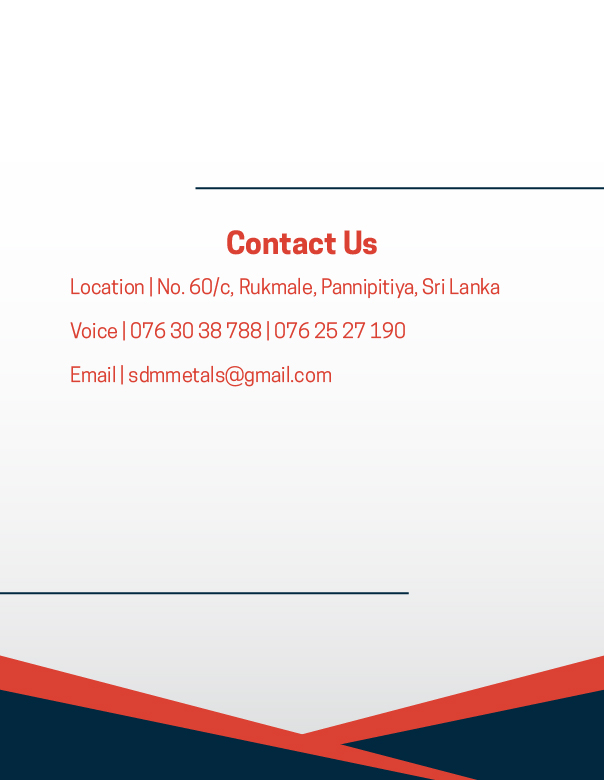 Contact Us
Location | No. 60/c, Rukmale, Pannipitiya, Sri Lanka
Voice | 076 30 38 788 | 076 25 27 190
Email | sdmmetals@gmail.com